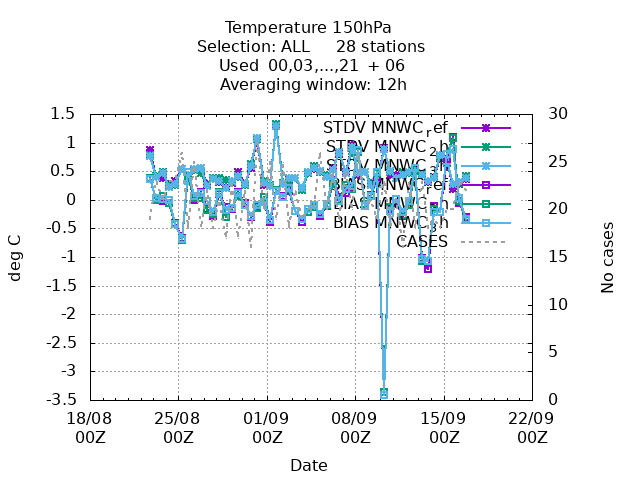 Temperature 150hPa
Selection: ALL 28 stations
Used 00,03,...,21 + 06
Averaging window: 12h
1.5
1
0.5
0
-0.5
-1
-1.5
-2
-2.5
-3
-3.5
deg C
30
25
20
15
10
5
0
No cases
STDV MNWC_ref
STDV MNWC_2h
STDV MNWC_3h
BIAS MNWC_ref
BIAS MNWC_2h
BIAS MNWC_3h
CASES
18/08 25/08 01/09 08/09 15/09 22/09
00Z 00Z 00Z 00Z 00Z 00Z
Date